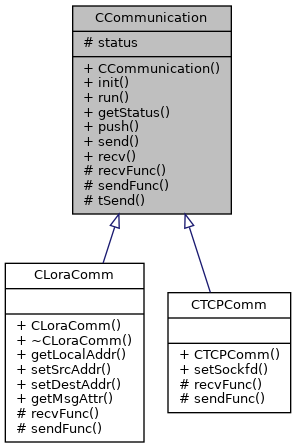 CCommunication
# status
+ CCommunication()
+ init()
+ run()
+ getStatus()
+ push()
+ send()
+ recv()
# recvFunc()
# sendFunc()
# tSend()
CLoraComm
+ CLoraComm()
+ ~CLoraComm()
+ getLocalAddr()
+ setSrcAddr()
+ setDestAddr()
+ getMsgAttr()
# recvFunc()
# sendFunc()
CTCPComm
+ CTCPComm()
+ setSockfd()
# recvFunc()
# sendFunc()